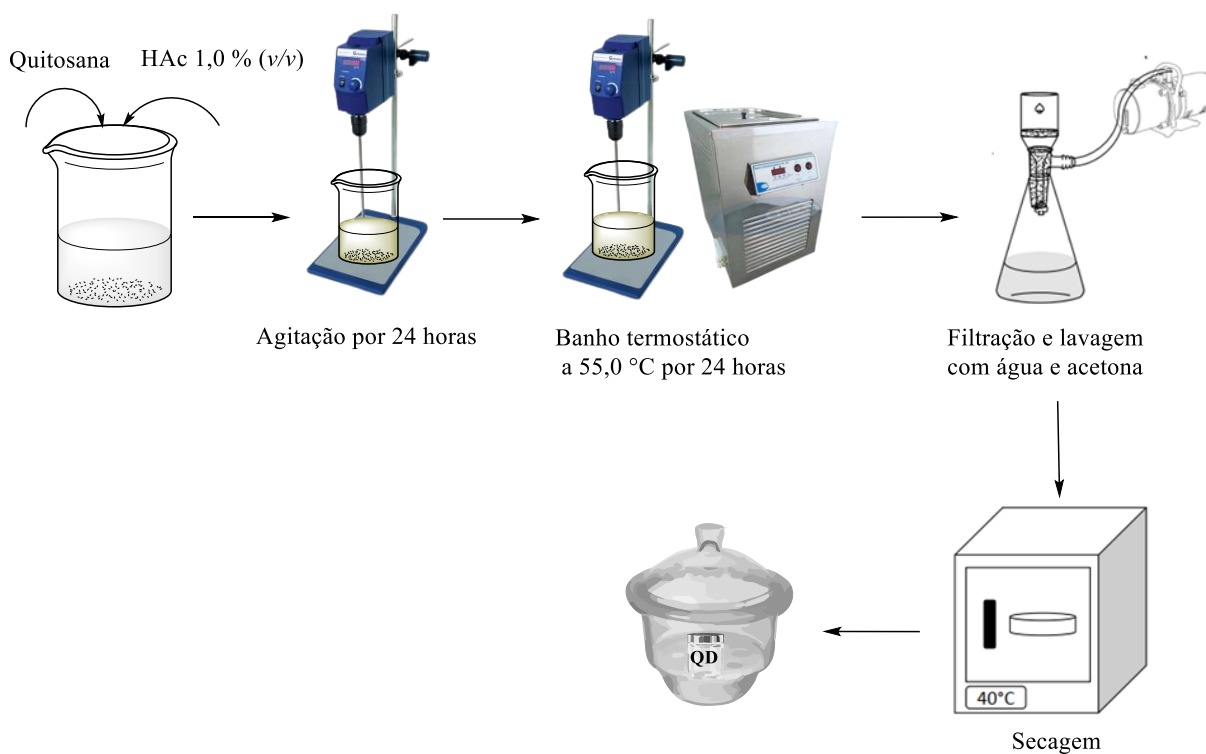 Quitosana
HAc 1,0 % (v/v)
Agitação por 24 horas
Banho termostático
a 55,0 °C por 24 horas
Filtração e lavagem
com água e acetona
QD
40°C
Secagem